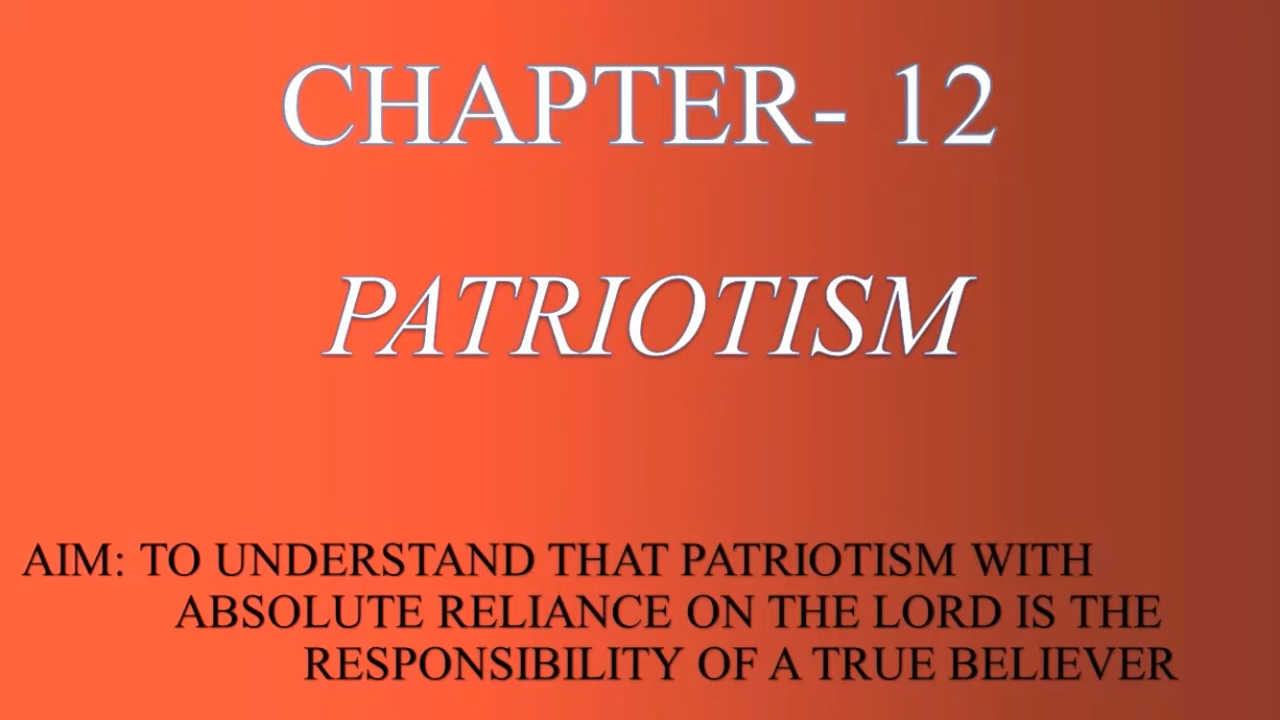 CHAPTER- 12
PATRIOTISM
AIM: TO UNDERSTAND THAT PATRIOTISM WITH
ABSOLUTE RELIANCE ON THE LORD IS THE
RESPONSIBILITY OF A TRUE BELIEVER